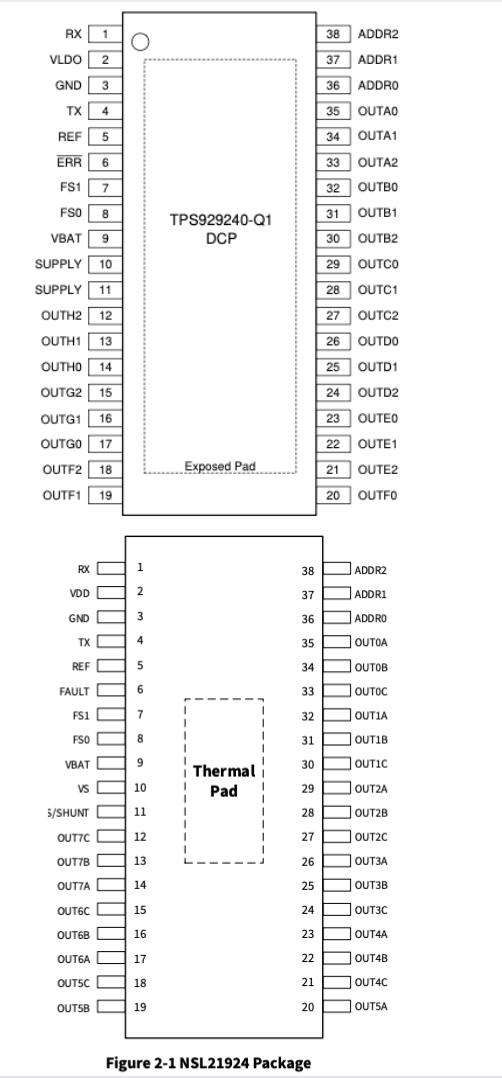 RX 1 38 ADDR2
VLDO 2 37 ADDR1
GND 3 36 ADDR0
TX 4 35 OUTA0
REF 5 34 OUTA1
ERR 6 33 OUTA2
FS1 7 32 OUTB0
FS0 8 31 OUTB1
TPS929240-Q1
DCP
VBAT 9 30 OUTB2
SUPPLY 10 29 OUTC0
SUPPLY 11 28 OUTC1
OUTH2 12 27 OUTC2
OUTH1 13 26 OUTD0
OUTH0 14 25 OUTD1
OUTG2 15 24 OUTD2
OUTG1 16 23 OUTE0
OUTG0 17 22 OUTE1
OUTF2 18 Exposed Pad 21 OUTE2
OUTF1 19 20 OUTF0
RX 1 38 ADDR2
VDD 2 37 ADDR1
GND 3 36 ADDR0
TX 4 35 OUT0A
REF 5 34 OUT0B
FAULT 6 33 OUT0C
FS1 7 32 OUT1A
FS0 8 31 OUT1B
VBAT 9 30 OUT1C
Thermal
Pad
VS 10 29 OUT2A
S/SHUNT 11 28 OUT2B
OUT7C 12 27 OUT2C
OUT7B 13 26 OUT3A
OUT7A 14 25 OUT3B
OUT6C 15 24 OUT3C
OUT6B 16 23 OUT4A
OUT6A 17 22 OUT4B
OUT5C 18 21 OUT4C
OUT5B 19 20 OUT5A
Figure 2-1 NSL21924 Package